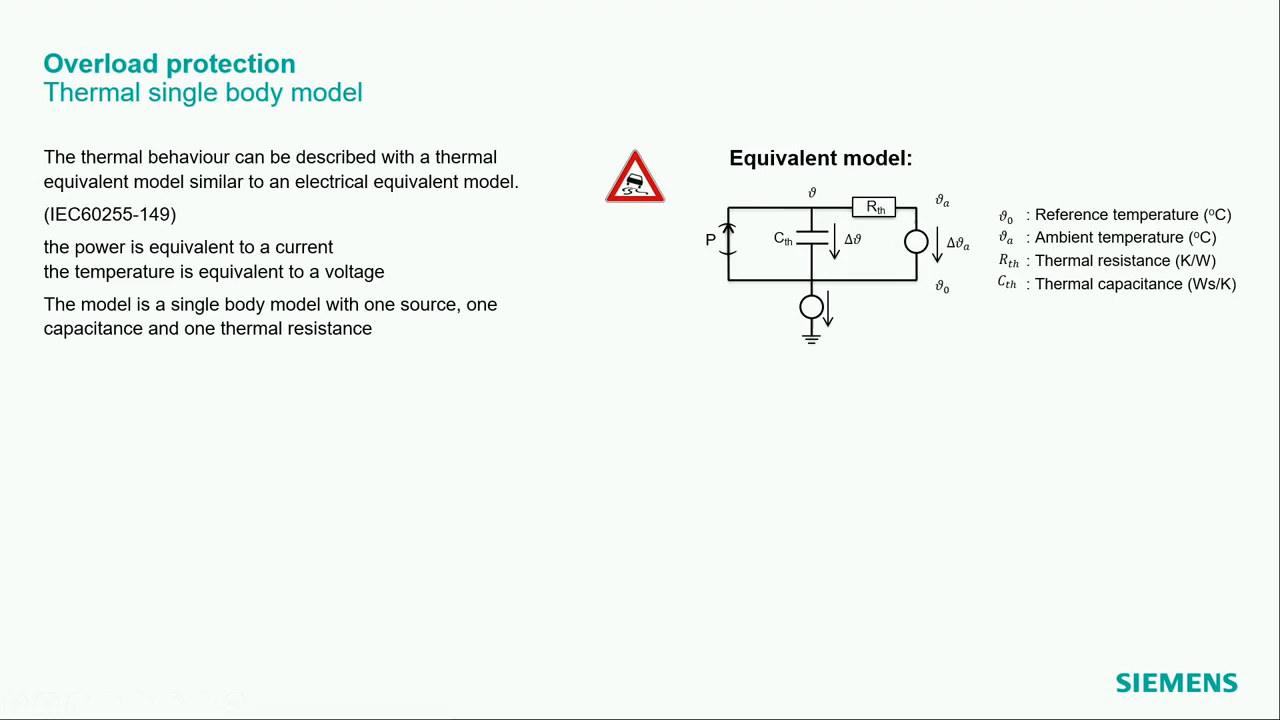 Overload protection
Thermal single body model
The thermal behaviour can be described with a thermal
equivalent model similar to an electrical equivalent model.
(IEC60255-149)
the power is equivalent to a current
the temperature is equivalent to a voltage
The model is a single body model with one source, one
capacitance and one thermal resistance
Equivalent model:
ϑ
Rth
ϑa
P
Cth
Δϑ
Δϑa
ϑ0
ϑ0 : Reference temperature (°C)
ϑa : Ambient temperature (°C)
Rth : Thermal resistance (K/W)
Cth : Thermal capacitance (Ws/K)
SIEMENS